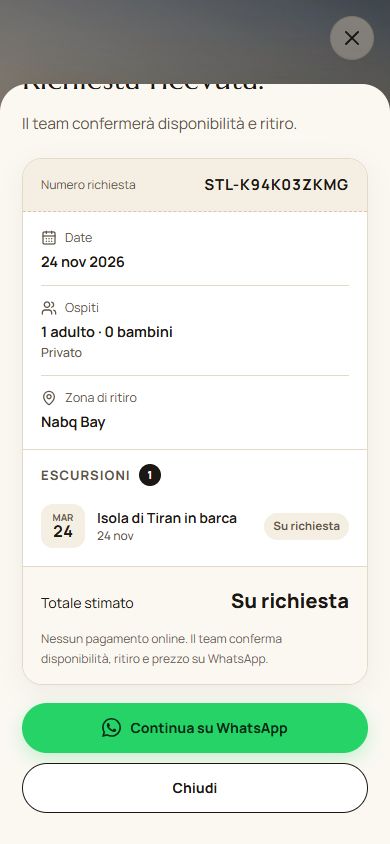 Richiesta ricevuta!
Il team confermerà disponibilità e ritiro.
Numero richiesta STL-K94K03ZKMG
Date
24 nov 2026
Ospiti
1 adulto · 0 bambini
Privato
Zona di ritiro
Nabq Bay
ESCURSIONI 1
MAR
24
Isola di Tiran in barca
24 nov
Su richiesta
Totale stimato Su richiesta
Nessun pagamento online. Il team conferma
disponibilità, ritiro e prezzo su WhatsApp.
Continua su WhatsApp
Chiudi